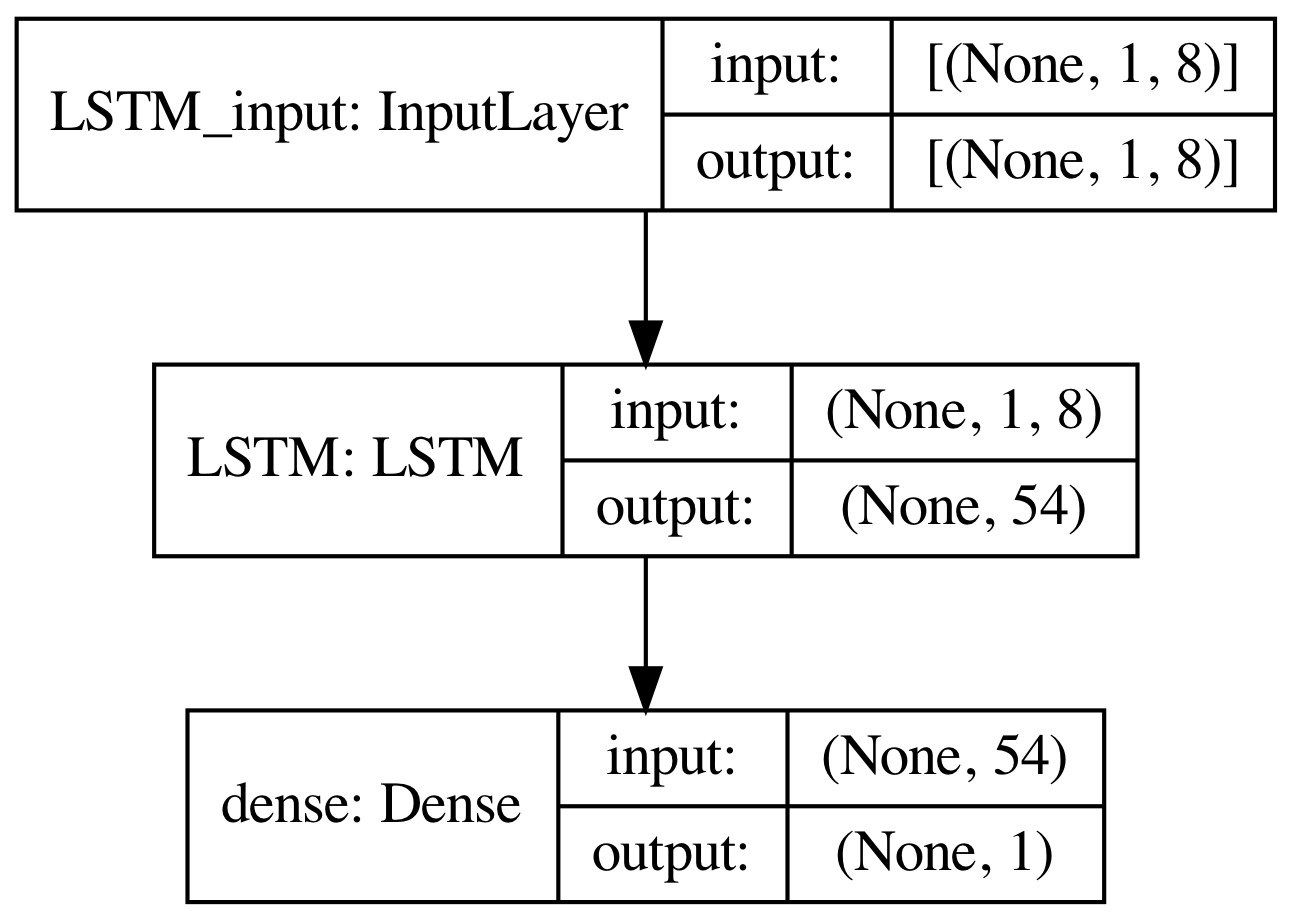 LSTM_input: InputLayer
input: [(None, 1, 8)]
output: [(None, 1, 8)]
LSTM: LSTM
input: (None, 1, 8)
output: (None, 54)
dense: Dense
input: (None, 54)
output: (None, 1)